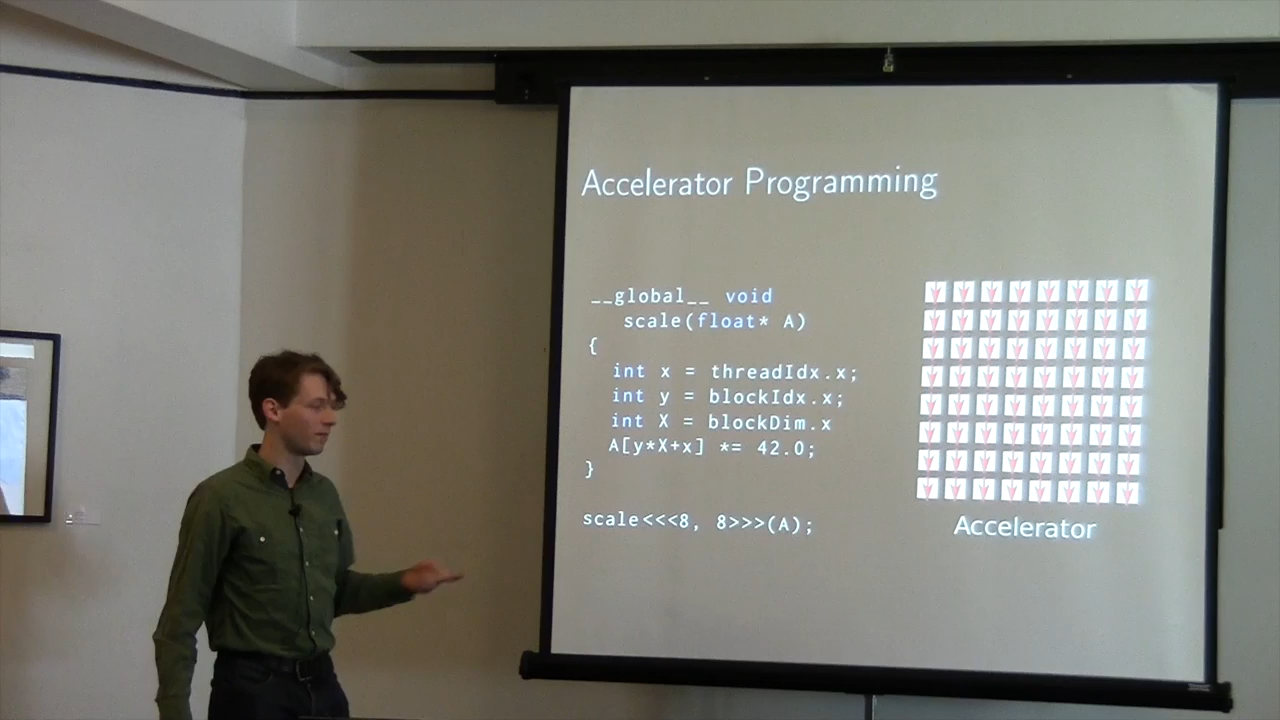 Accelerator Programming
__global__ void
scale(float* A)
{
int x = threadIdx.x;
int y = blockIdx.x;
int X = blockDim.x
A[y*X+x] *= 42.0;
}
scale<<<8, 8>>>(A);
Accelerator